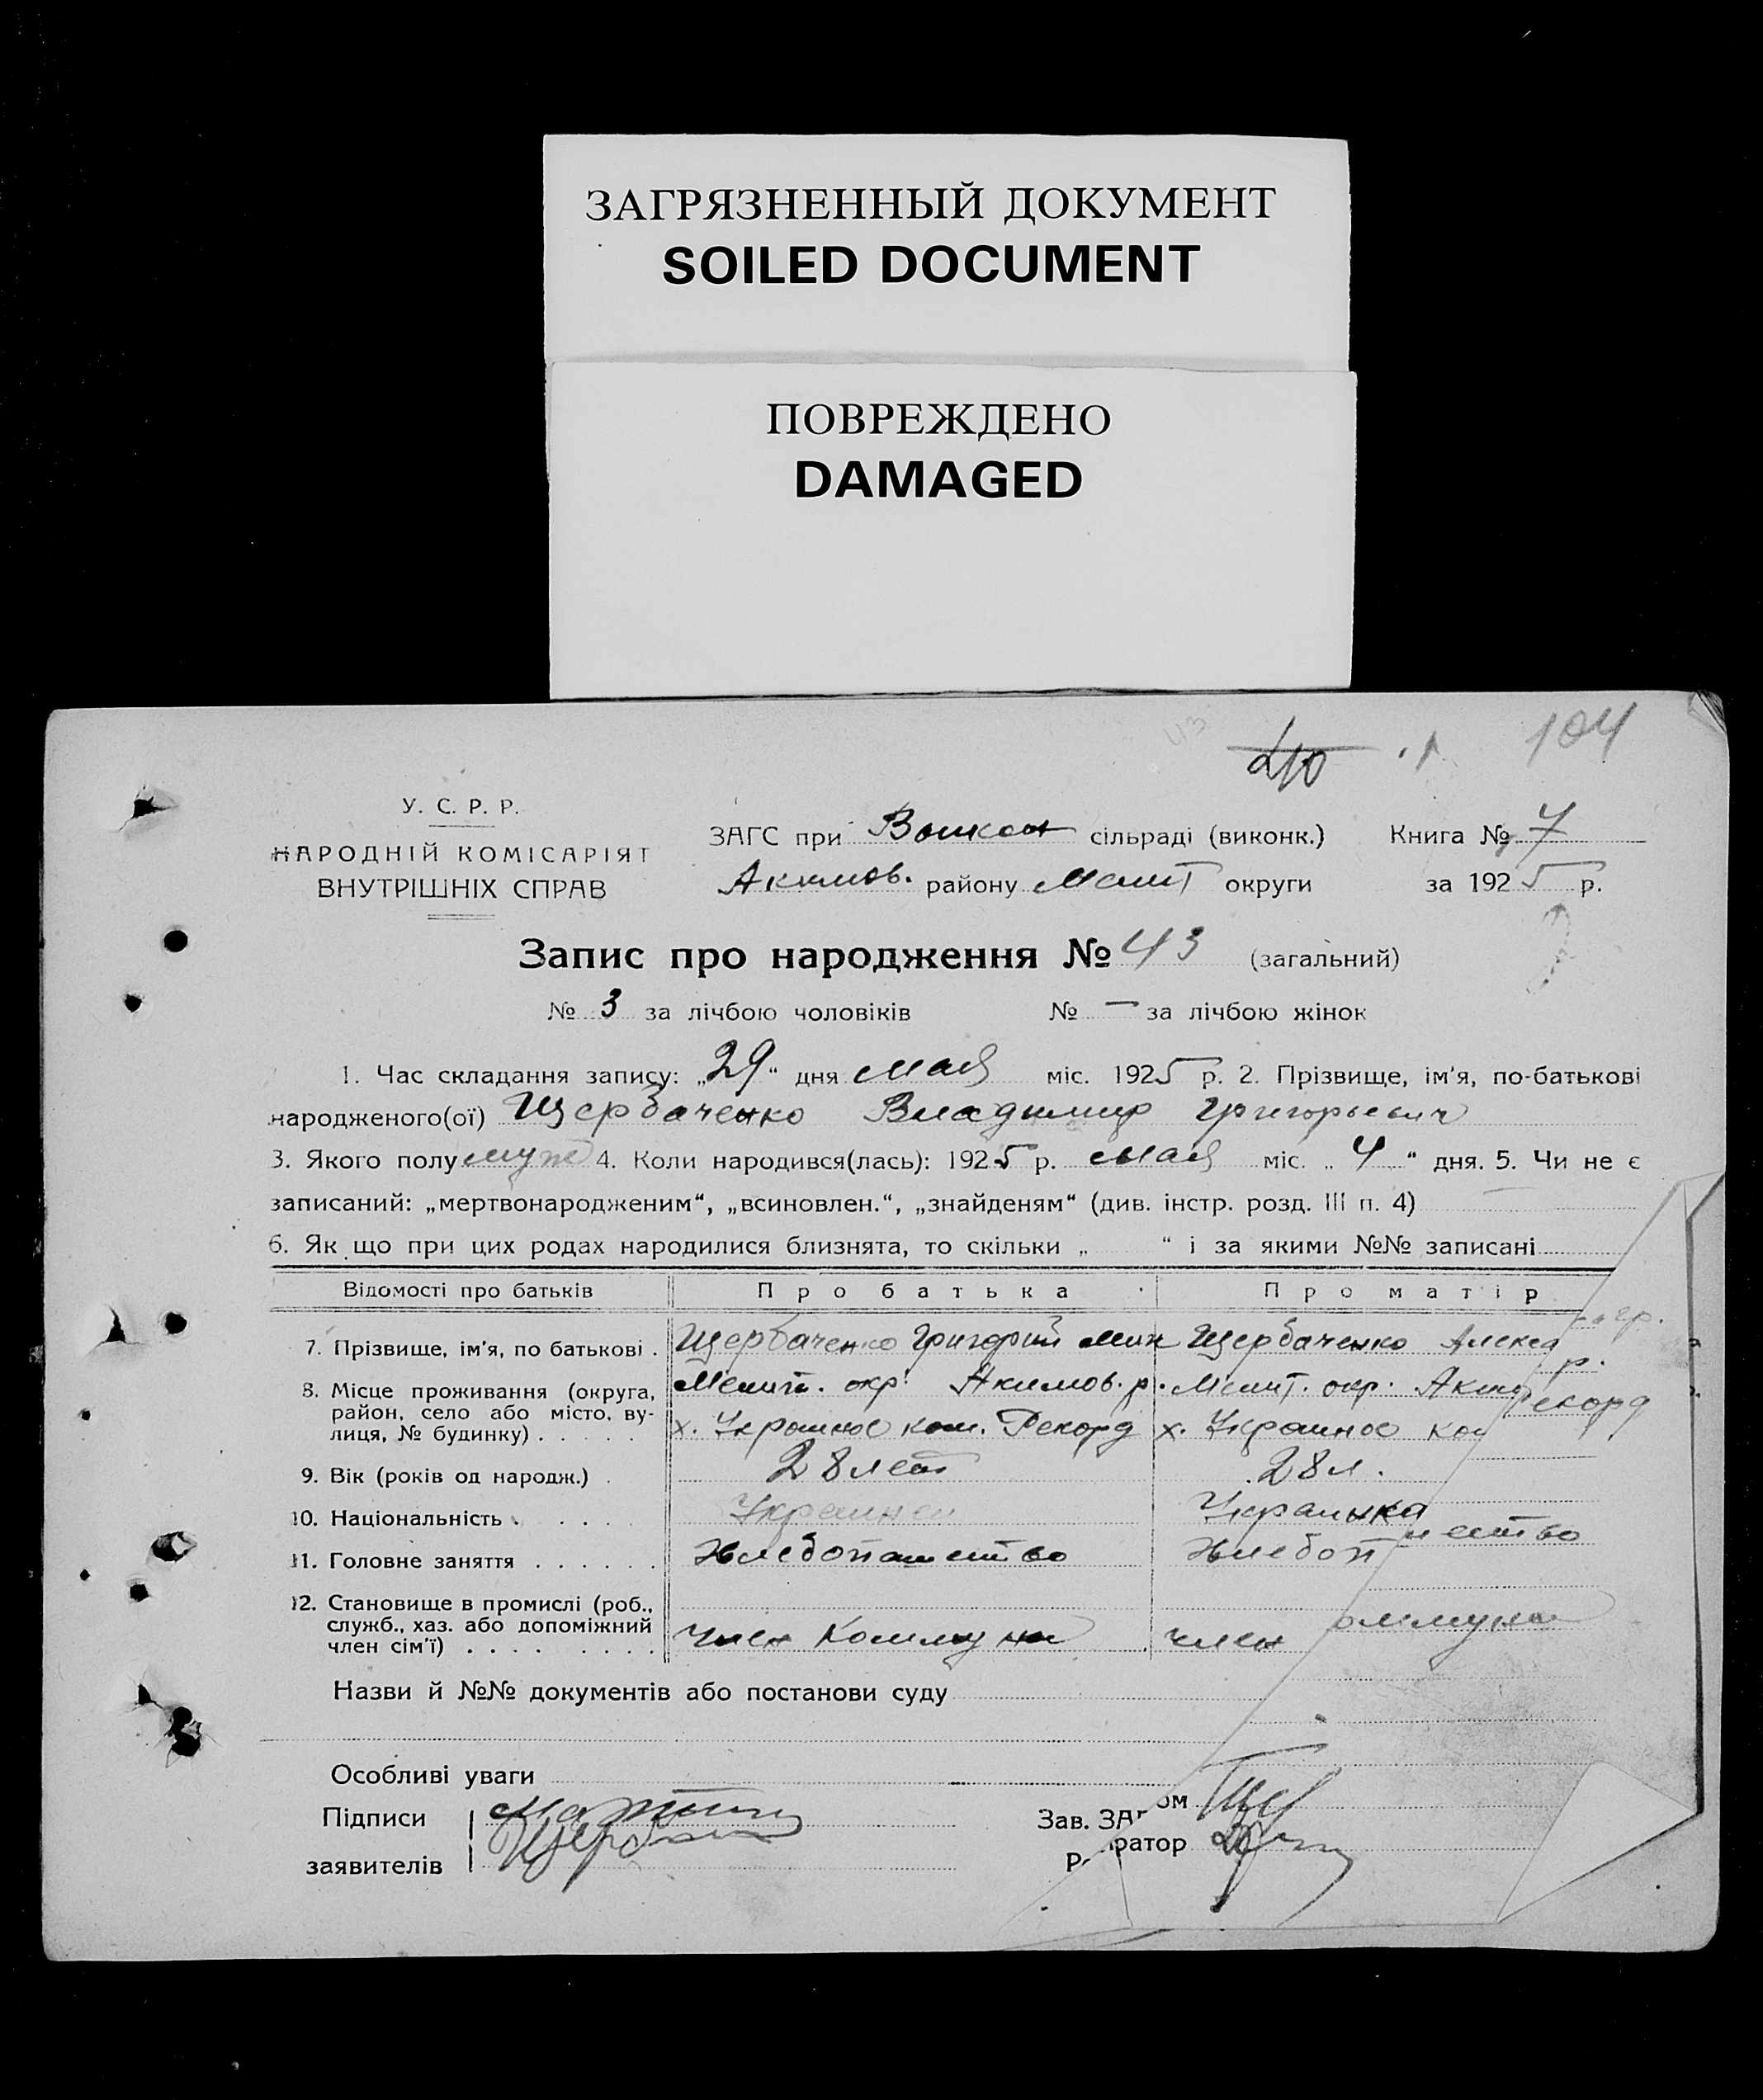 ЗАГРЯЗНЕННЫЙ ДОКУМЕНТ
SOILED DOCUMENT
ПОВРЕЖДЕНО
DAMAGED
104
У. С. Р. Р.
НАРОДНІЙ КОМІСАРІЯТ
ВНУТРІШНІХ СПРАВ
ЗАГС при сільраді (виконк.) Книга № 7
Акимов. району Мелит округи за 1925 р.
Запис про народження № 43 (загальний)
№ 3 за лічбою чоловіків № — за лічбою жінок
1. Час складання запису: „29“ дня мая міс. 1925 р. 2. Прізвище, ім'я, по-батькові
народженого(ої) Щербаченко Владимир Григорьевич
3. Якого полу муж 4. Коли народився(лась): 1925 р. мая міс. „4“ дня. 5. Чи не є
записаний: „мертвонародженим“, „всиновлен.“, „знайденям“ (див. інстр. розд. III п. 4)
6. Як що при цих родах народилися близнята, то скільки „ “ і за якими №№ записані
Відомості про батьків Про батька Про матір
7. Прізвище, ім'я, по батькові . Щербаченко Григорий Щербаченко Алекса
8. Місце проживання (округа, район, село або місто, вулиця, № будинку) . . . . . Мелит. окр. Акимов. р. Мелит. окр. Аким р.
х. ком. Рекорд х. ко Рекорд
9. Вік (років од народж.) . 28 лет 28 л.
10. Національність . . . . . Украинец Украинка
11. Головне заняття . . . . . . Хлебопашество Хлебоп шество
12. Становище в промислі (роб., служб., хаз. або допоміжний член сім'ї) . . . . . . . . Член Коммуны член оммуны
Назви й №№ документів або постанови суду
Особливі уваги
Підписи
заявителів
Зав. ЗАГ ом
Р ратор